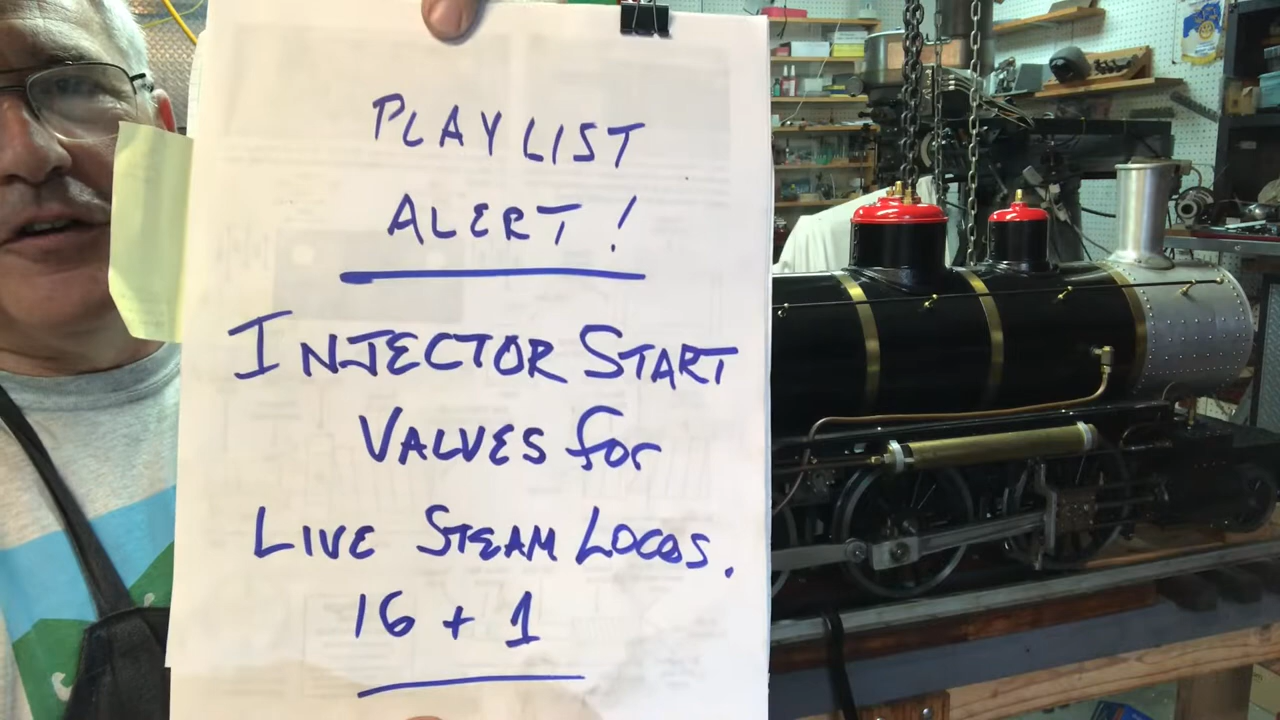 PLAYLIST
ALERT!
INJECTOR START
VALVES for
LIVE STEAM LOCOS.
16 + 1